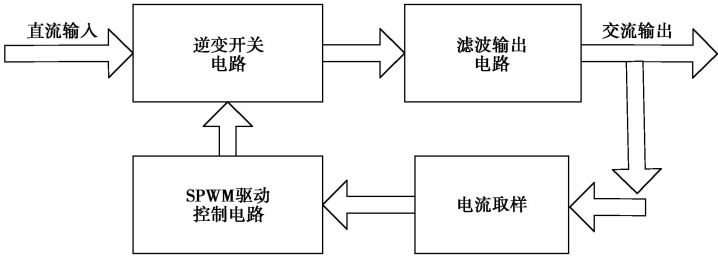 直流输入
逆变开关
电路
滤波输出
电路
交流输出
SPWM驱动
控制电路
电流取样